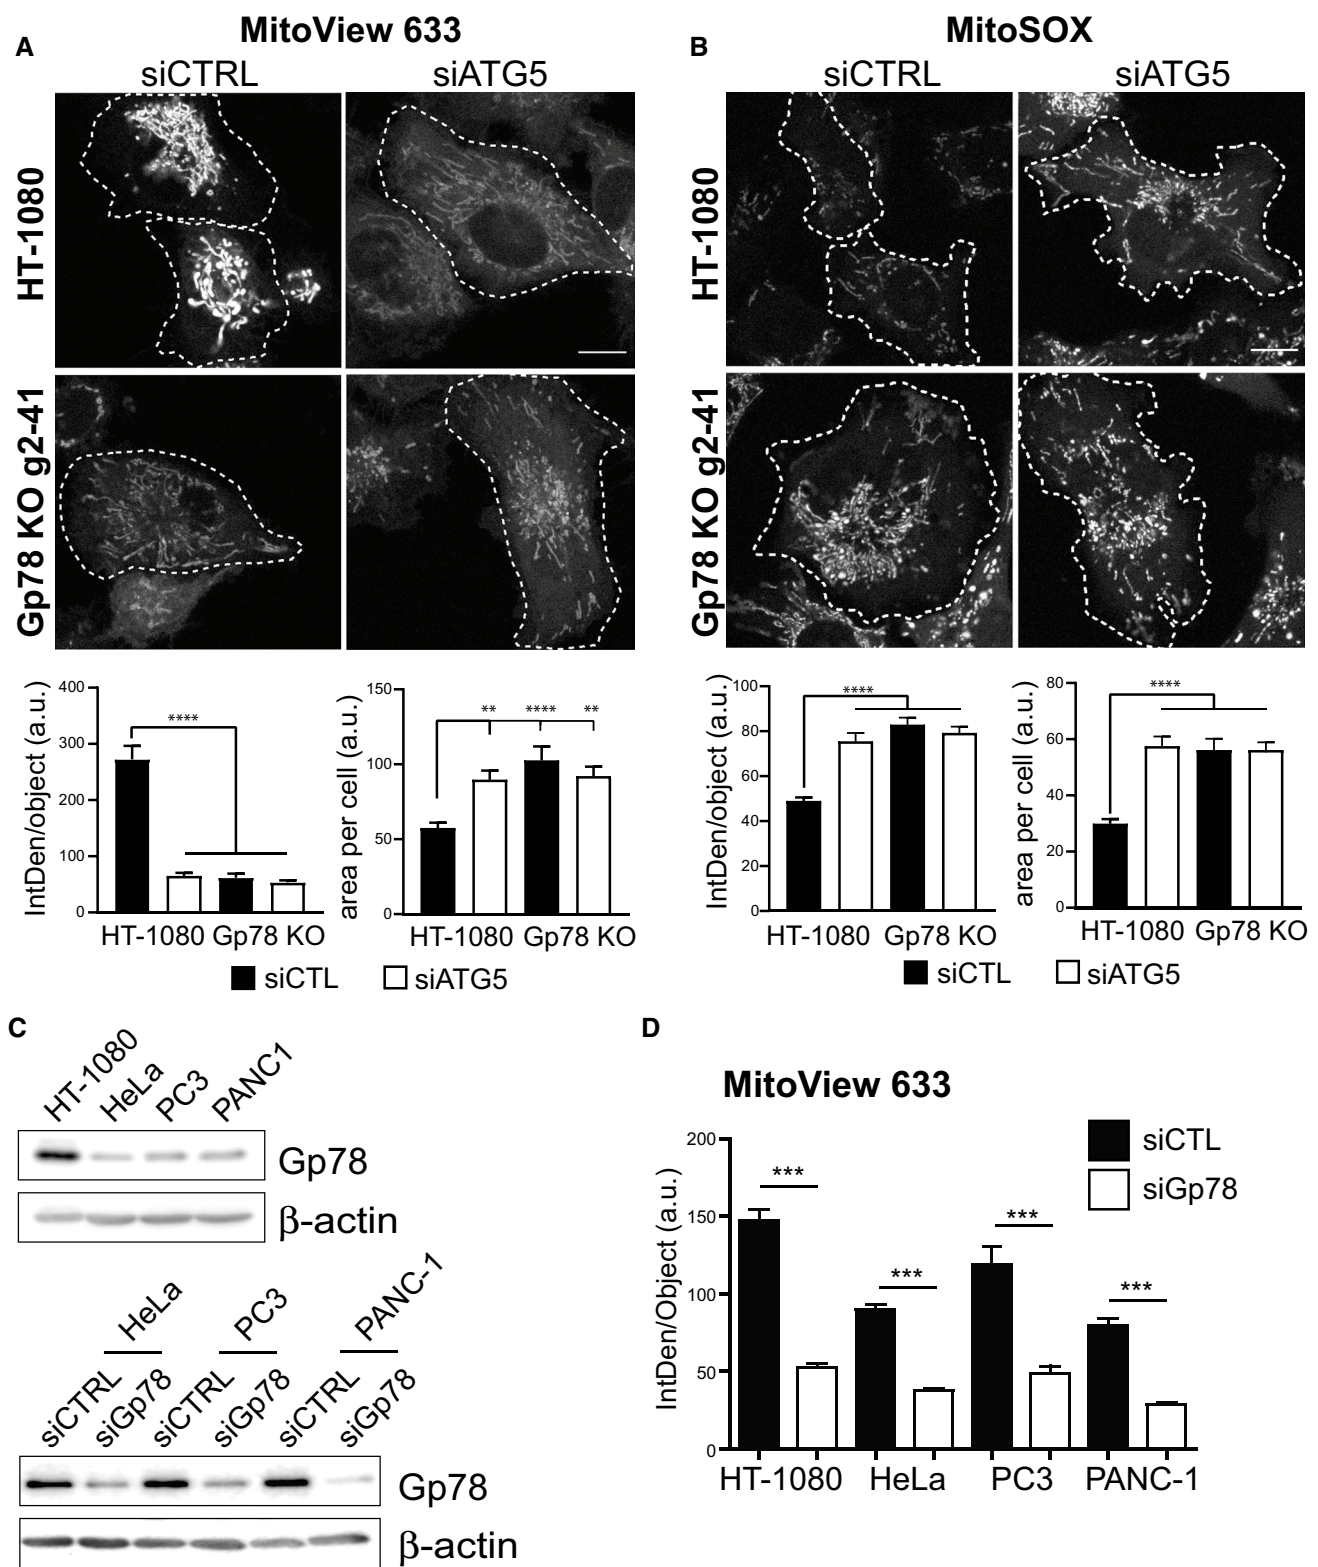 A
MitoView 633
siCTRL
siATG5
HT-1080
Gp78 KO g2-41
400
300
200
100
0
IntDen/object (a.u.)
****
HT-1080 Gp78 KO
150
100
50
0
area per cell (a.u.)
** **** **
HT-1080 Gp78 KO
siCTL
siATG5
B
MitoSOX
siCTRL
siATG5
HT-1080
Gp78 KO g2-41
100
80
60
40
20
0
IntDen/object (a.u.)
****
HT-1080 Gp78 KO
80
60
40
20
0
area per cell (a.u.)
****
HT-1080 Gp78 KO
siCTL
siATG5
C
HT-1080
HeLa
PC3
PANC1
Gp78
β-actin
HeLa
PC3
PANC-1
siCTRL
siGp78
siCTRL
siGp78
siCTRL
siGp78
Gp78
β-actin
D
MitoView 633
siCTL
siGp78
200
150
100
50
0
IntDen/Object (a.u.)
***
***
***
***
HT-1080 HeLa PC3 PANC-1